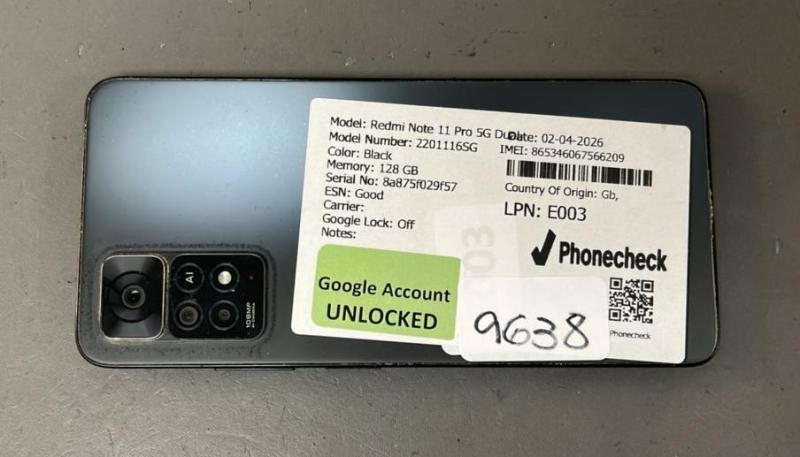 Model: Redmi Note 11 Pro 5G Dual
Model Number: 2201116SG
Color: Black
Memory: 128 GB
Serial No: 8a875f029f57
ESN: Good
Carrier:
Google Lock: Off
Notes:
Date: 02-04-2026
IMEI: 865346067566209
Country Of Origin: Gb,
LPN: E003
Phonecheck
Phonecheck
Google Account
UNLOCKED
9638
AI
108MP